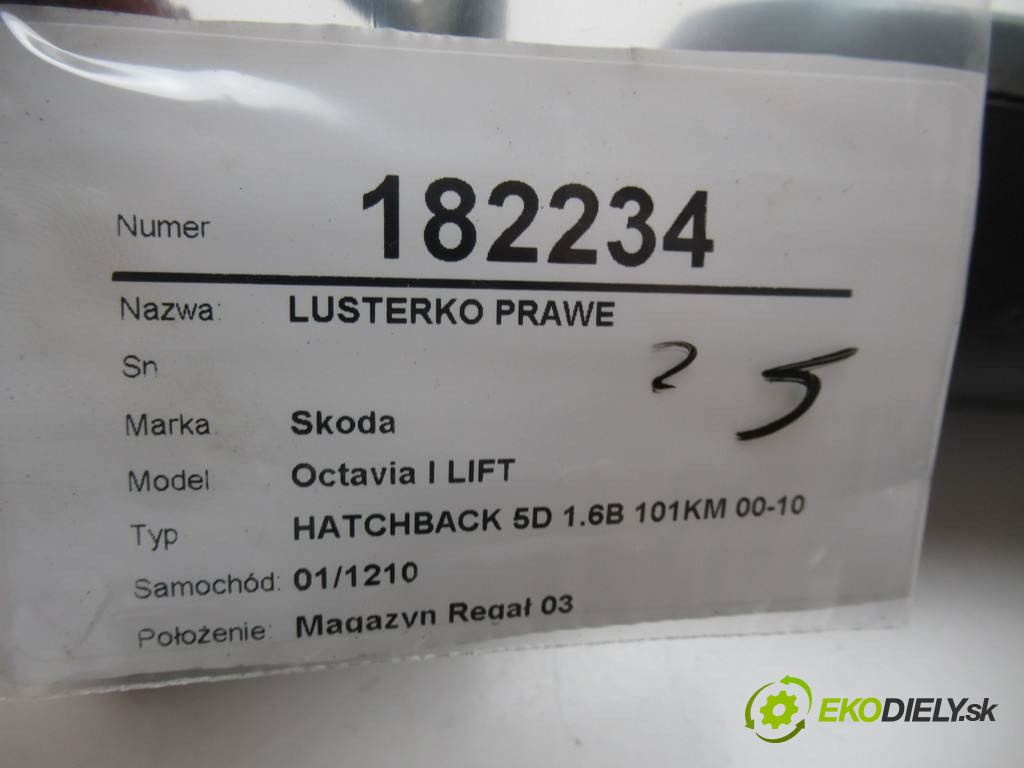 Numer 182234
Nazwa: LUSTERKO PRAWE
2 5
Sn
Marka Skoda
Model Octavia I LIFT
Typ HATCHBACK 5D 1.6B 101KM 00-10
Samochód: 01/1210
Położenie: Magazyn Regał 03
EKODIELY.sk